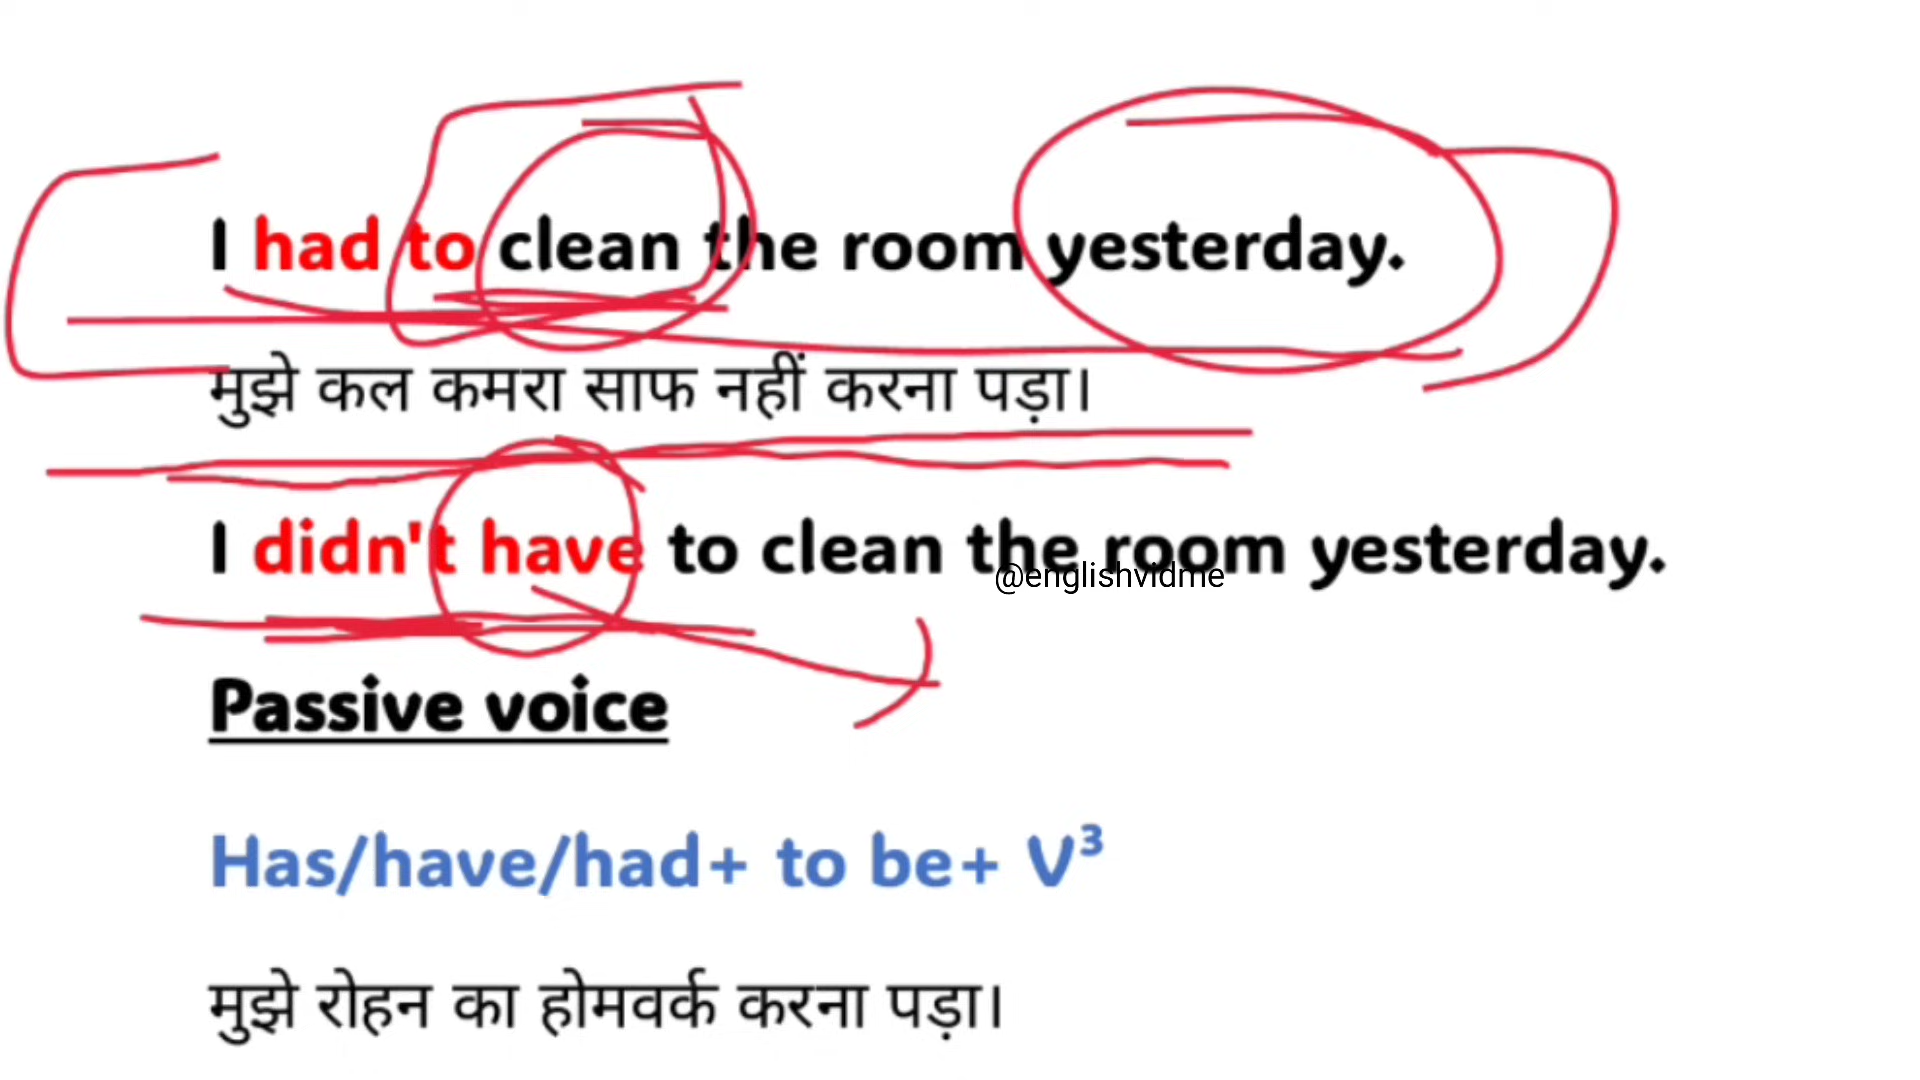 I had to clean the room yesterday.
मुझे कल कमरा साफ नहीं करना पड़ा।
I didn't have to clean the room yesterday.
@englishvidme
Passive voice
Has/have/had+ to be+ V³
मुझे रोहन का होमवर्क करना पड़ा।